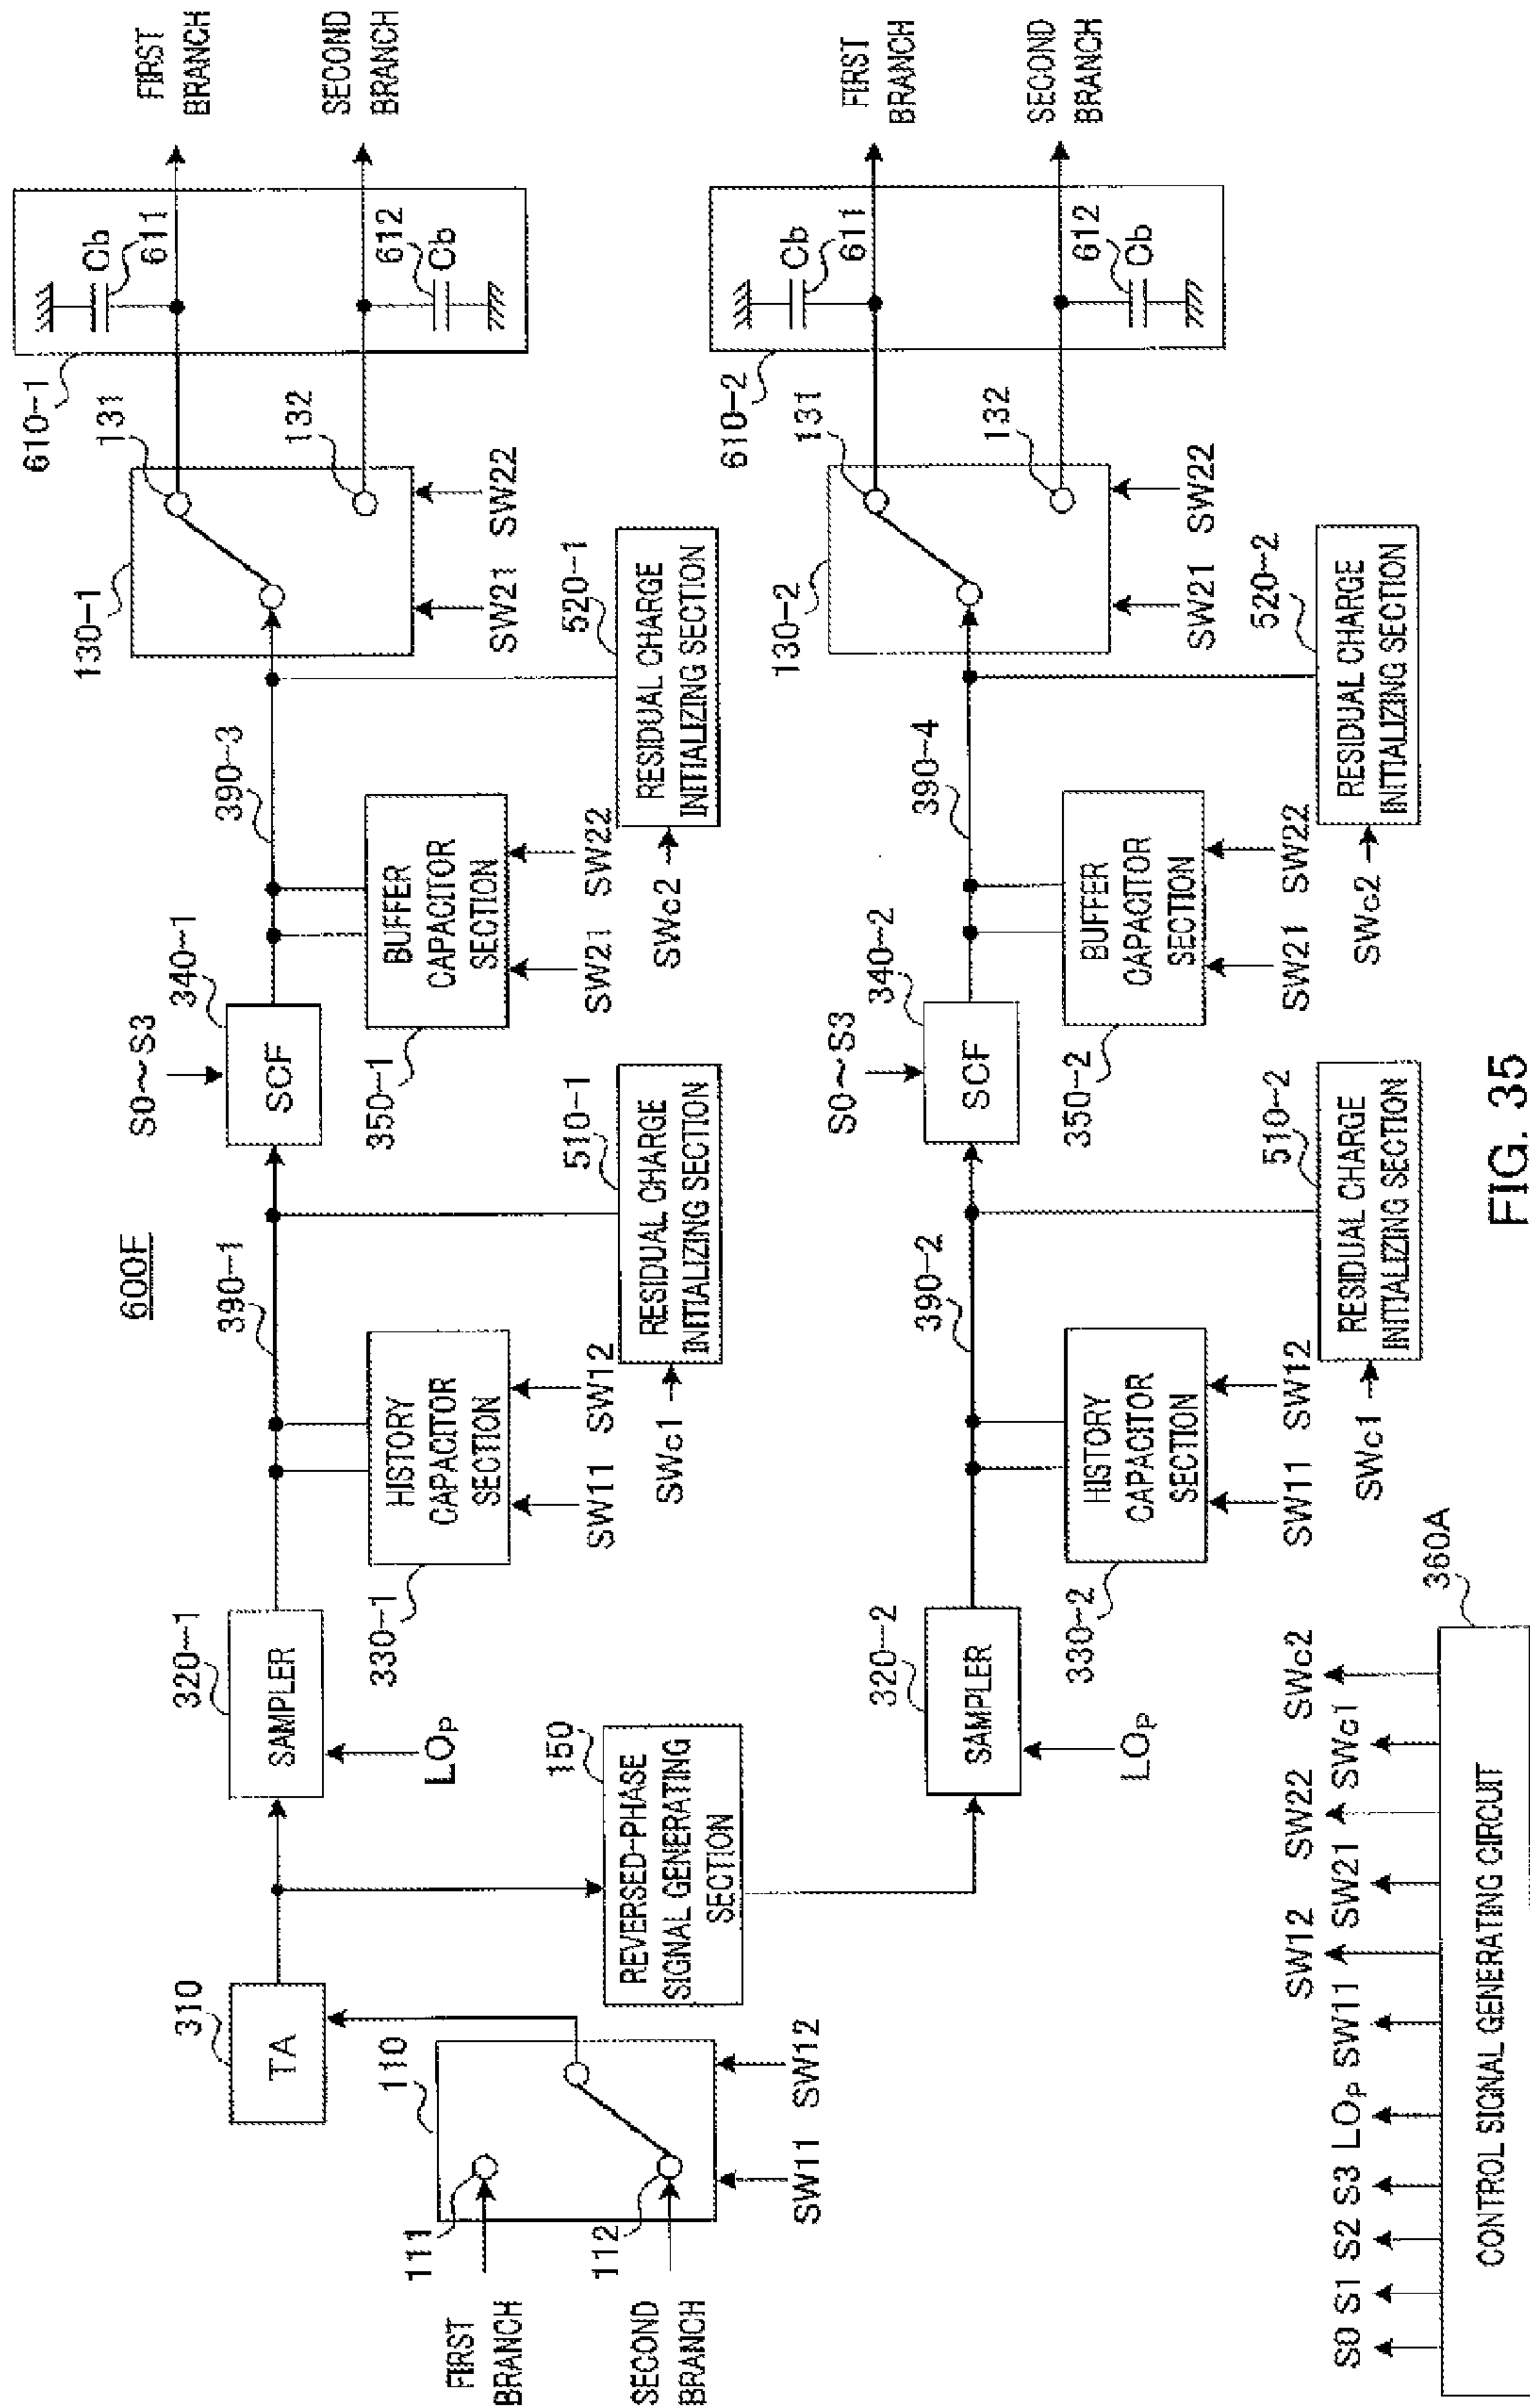 600F
FIRST
BRANCH
SECOND
BRANCH
111
112
110
SW11
SW12
310
TA
150
REVERSED-PHASE
SIGNAL GENERATING
SECTION
320-1
SAMPLER
LOP
390-1
330-1
HISTORY
CAPACITOR
SECTION
SW11
SW12
510-1
RESIDUAL CHARGE
INITIALIZING SECTION
SWc1
S0~S3
340-1
SCF
390-3
350-1
BUFFER
CAPACITOR
SECTION
SW21
SW22
520-1
RESIDUAL CHARGE
INITIALIZING SECTION
SWc2
130-1
131
132
SW21
SW22
610-1
Cb
611
612
Cb
FIRST
BRANCH
SECOND
BRANCH
320-2
SAMPLER
LOP
390-2
330-2
HISTORY
CAPACITOR
SECTION
SW11
SW12
510-2
RESIDUAL CHARGE
INITIALIZING SECTION
SWc1
S0~S3
340-2
SCF
390-4
350-2
BUFFER
CAPACITOR
SECTION
SW21
SW22
520-2
RESIDUAL CHARGE
INITIALIZING SECTION
SWc2
130-2
131
132
SW21
SW22
610-2
Cb
611
612
Cb
FIRST
BRANCH
SECOND
BRANCH
S0 S1 S2 S3 LOP SW11 SW12 SW21 SW22 SWc1 SWc2
360A
CONTROL SIGNAL GENERATING CIRCUIT
FIG. 35